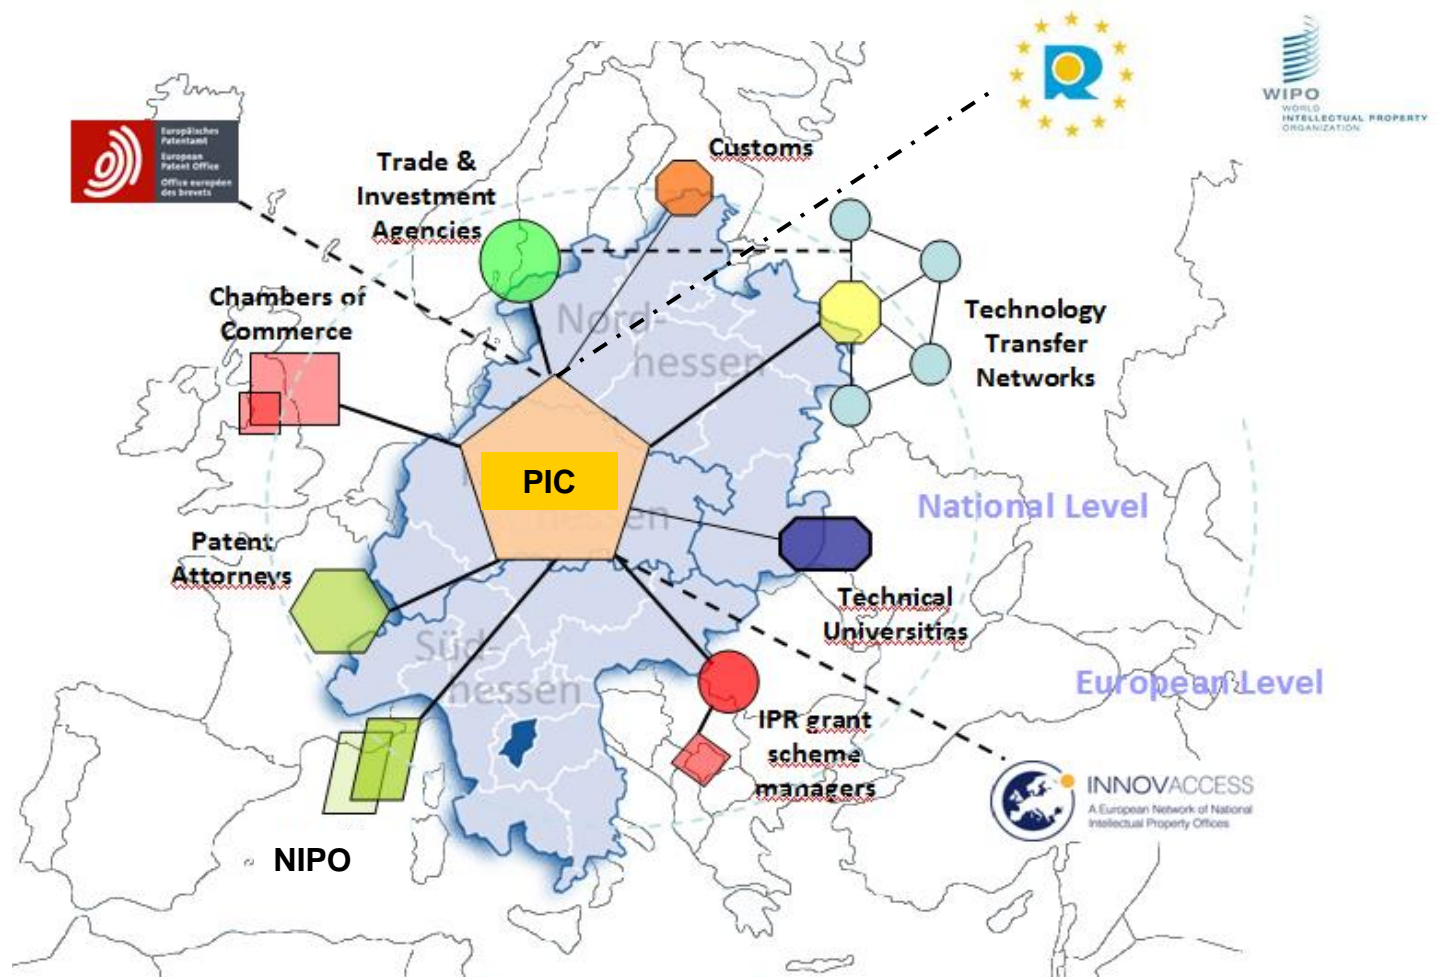 WIPO
WORLD
INTELLECTUAL PROPERTY
ORGANIZATION
Europäisches
Patentamt
European
Patent Office
Office européen
des brevets
Customs
Trade &
Investment
Agencies
Chambers of
Commerce
Nord-
hessen
Technology
Transfer
Networks
PIC
hessen
National Level
Patent
Attorneys
Technical
Universities
Süd-
hessen
European Level
IPR grant
scheme
managers
INNOVACCESS
A European Network of National
Intellectual Property Offices
NIPO